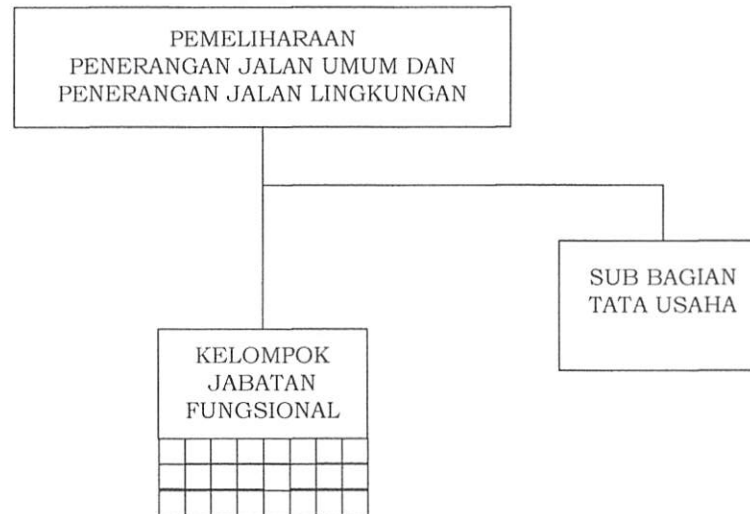 PEMELIHARAAN
PENERANGAN JALAN UMUM DAN
PENERANGAN JALAN LINGKUNGAN
SUB BAGIAN
TATA USAHA
KELOMPOK
JABATAN
FUNGSIONAL